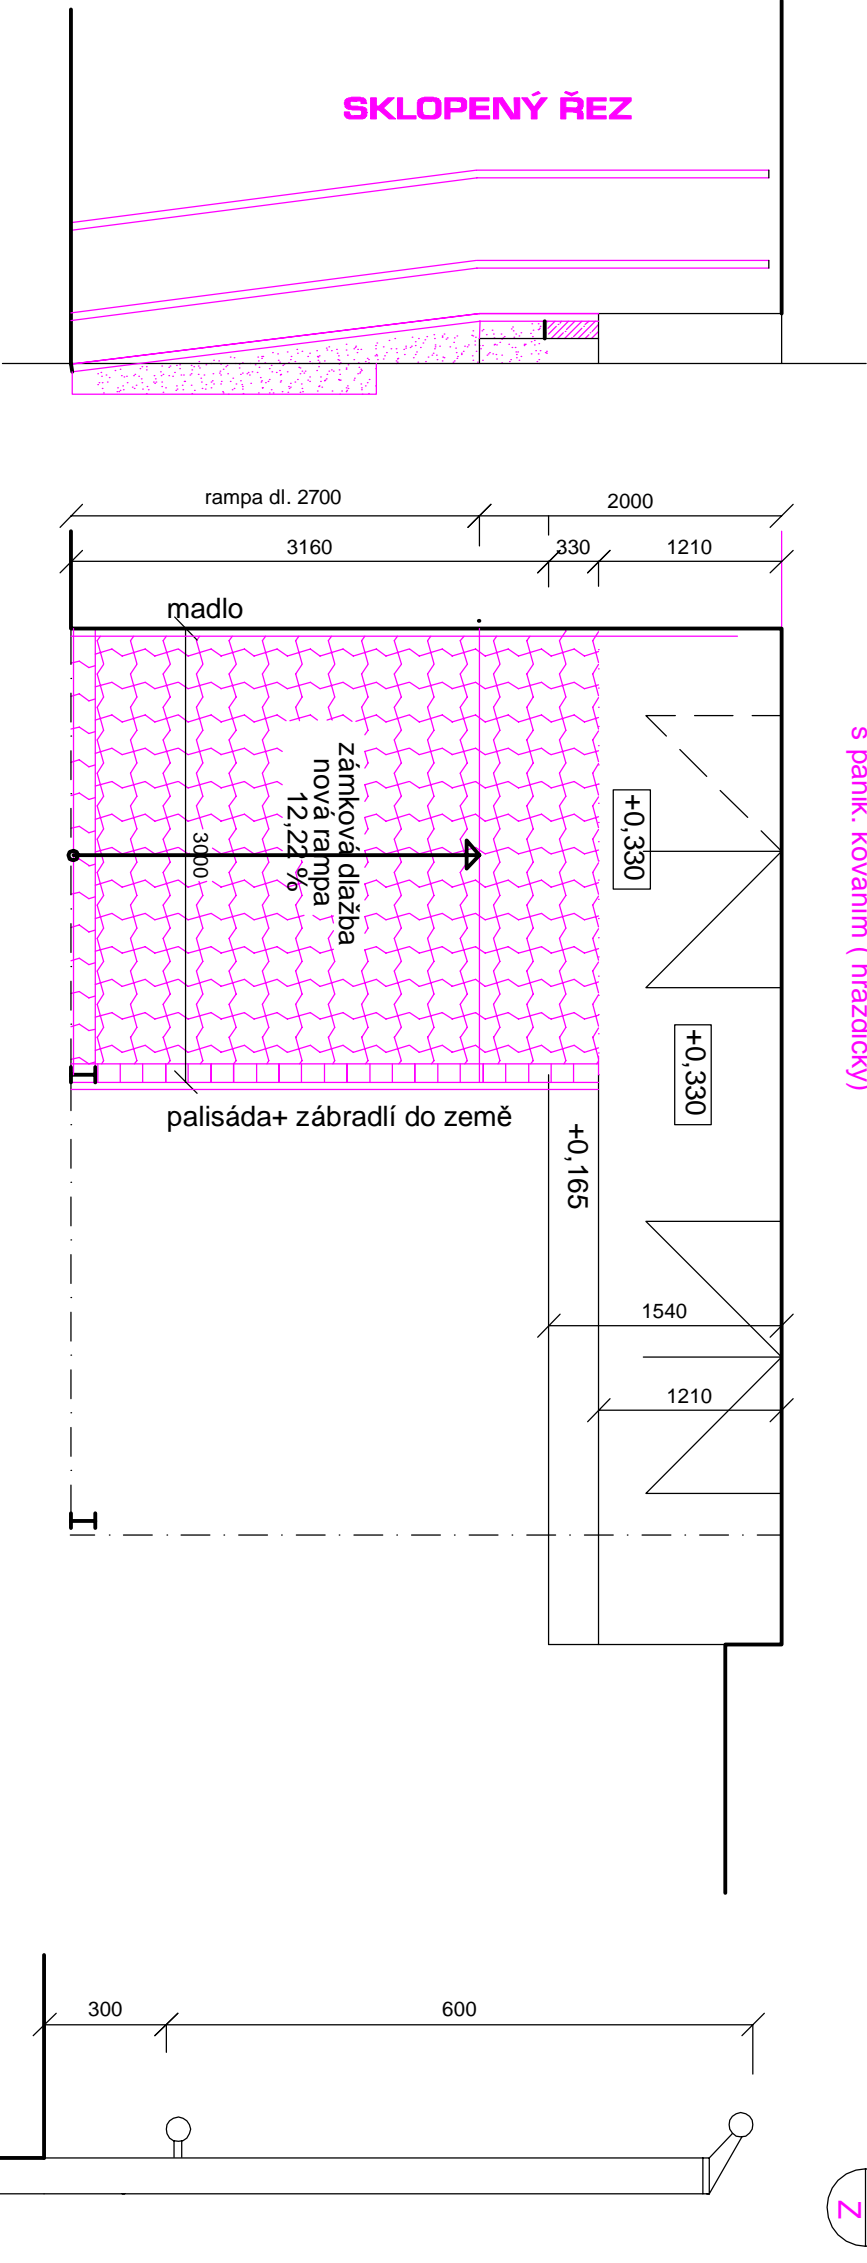 SKLOPENÝ ŘEZ
rampa dl. 2700
2000
3160
330
1210
madlo
zámková dlažba
nová rampa
12,22 %
3000
+0,330
+0,330
s panik. kováním ( hrazdičky)
palisáda+ zábradlí do země
+0,165
1540
1210
300
600
Z